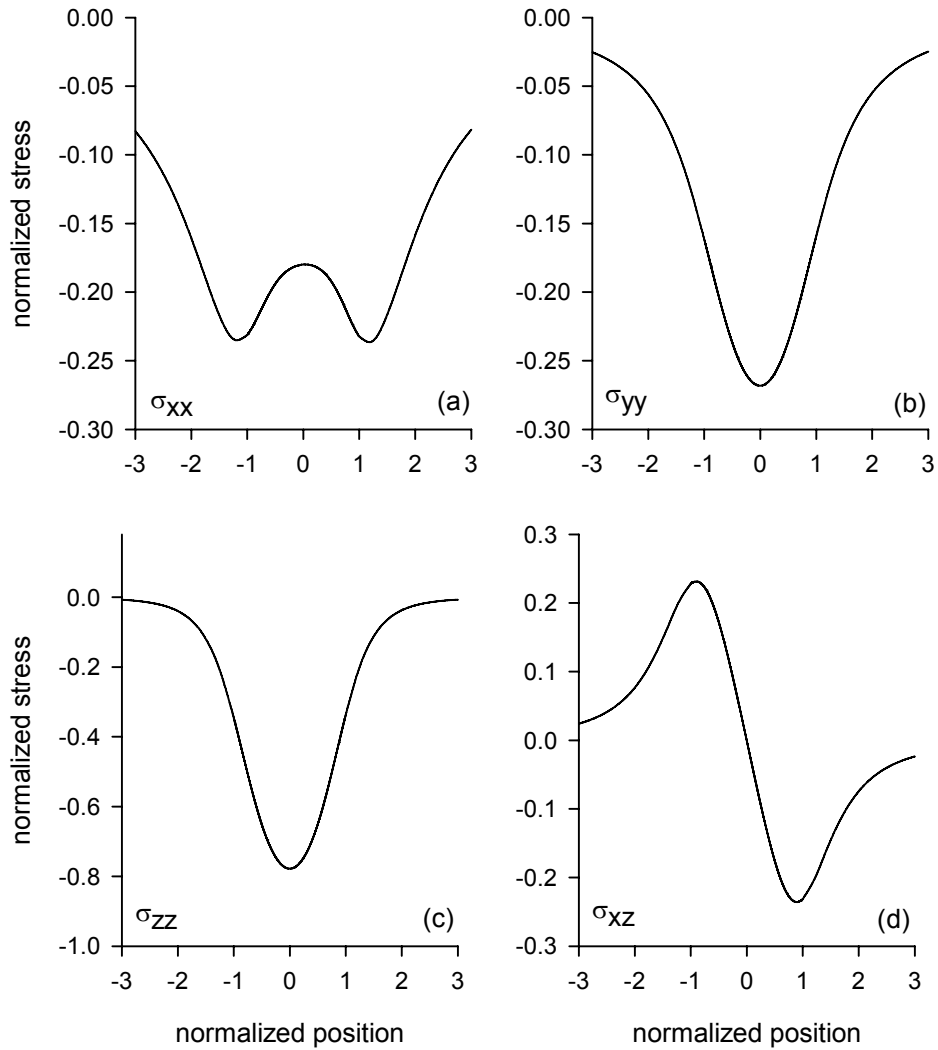 0.00
-0.05
-0.10
-0.15
-0.20
-0.25
-0.30
normalized stress
σxx
(a)
-3 -2 -1 0 1 2 3
0.00
-0.05
-0.10
-0.15
-0.20
-0.25
-0.30
σyy
(b)
-3 -2 -1 0 1 2 3
0.0
-0.2
-0.4
-0.6
-0.8
-1.0
normalized stress
σzz
(c)
-3 -2 -1 0 1 2 3
normalized position
0.3
0.2
0.1
0.0
-0.1
-0.2
-0.3
σxz
(d)
-3 -2 -1 0 1 2 3
normalized position